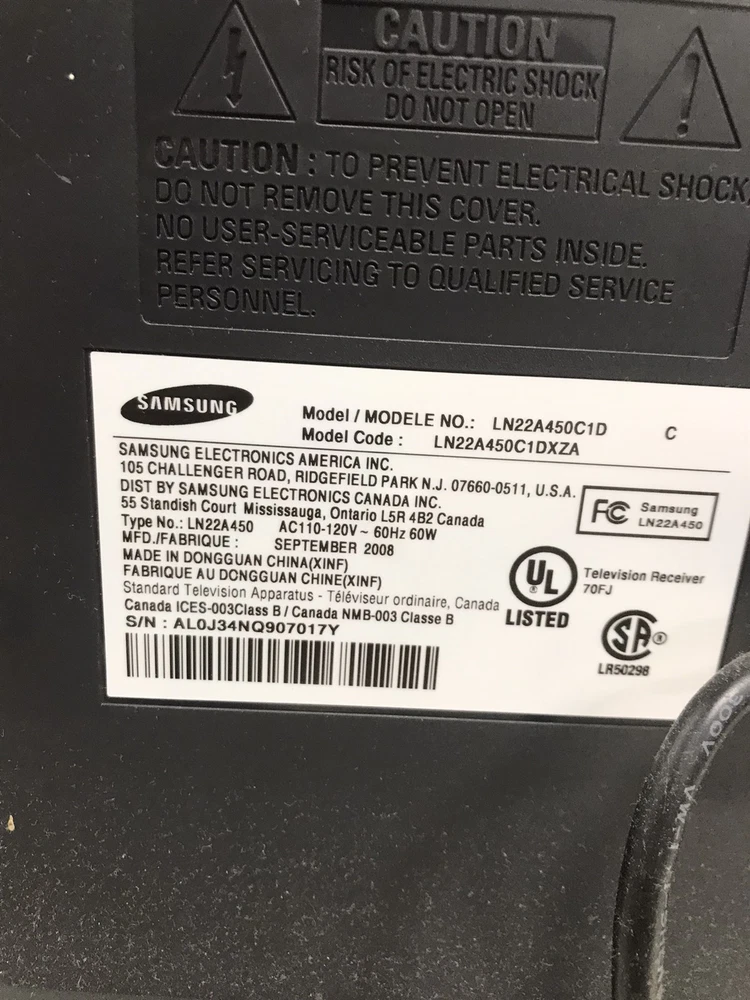 CAUTION
RISK OF ELECTRIC SHOCK
DO NOT OPEN
CAUTION : TO PREVENT ELECTRICAL SHOCK,
DO NOT REMOVE THIS COVER.
NO USER-SERVICEABLE PARTS INSIDE.
REFER SERVICING TO QUALIFIED SERVICE
PERSONNEL.
SAMSUNG
Model / MODELE NO.: LN22A450C1D C
Model Code : LN22A450C1DXZA
SAMSUNG ELECTRONICS AMERICA INC.
105 CHALLENGER ROAD, RIDGEFIELD PARK N.J. 07660-0511, U.S.A.
DIST BY SAMSUNG ELECTRONICS CANADA INC.
55 Standish Court Mississauga, Ontario L5R 4B2 Canada
Type No.: LN22A450 AC110-120V ~ 60Hz 60W
MFD./FABRIQUE : SEPTEMBER 2008
MADE IN DONGGUAN CHINA(XINF)
FABRIQUE AU DONGGUAN CHINE(XINF)
Standard Television Apparatus - Téléviseur ordinaire, Canada
Canada ICES-003Class B / Canada NMB-003 Classe B
S/N : AL0J34NQ907017Y
FC Samsung
LN22A450
UL ®
LISTED
Television Receiver
70FJ
SA ®
LR50298
300V VW-1